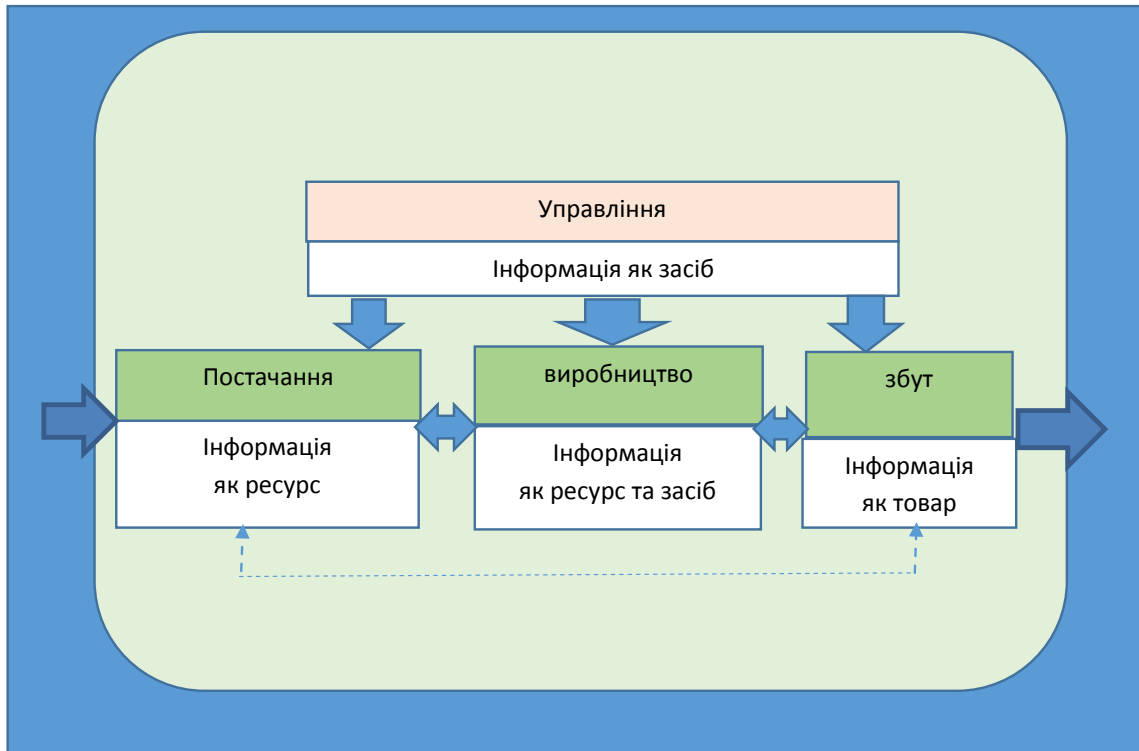 Управління
Інформація як засіб
Постачання
Інформація
як ресурс
виробництво
Інформація
як ресурс та засіб
збут
Інформація
як товар